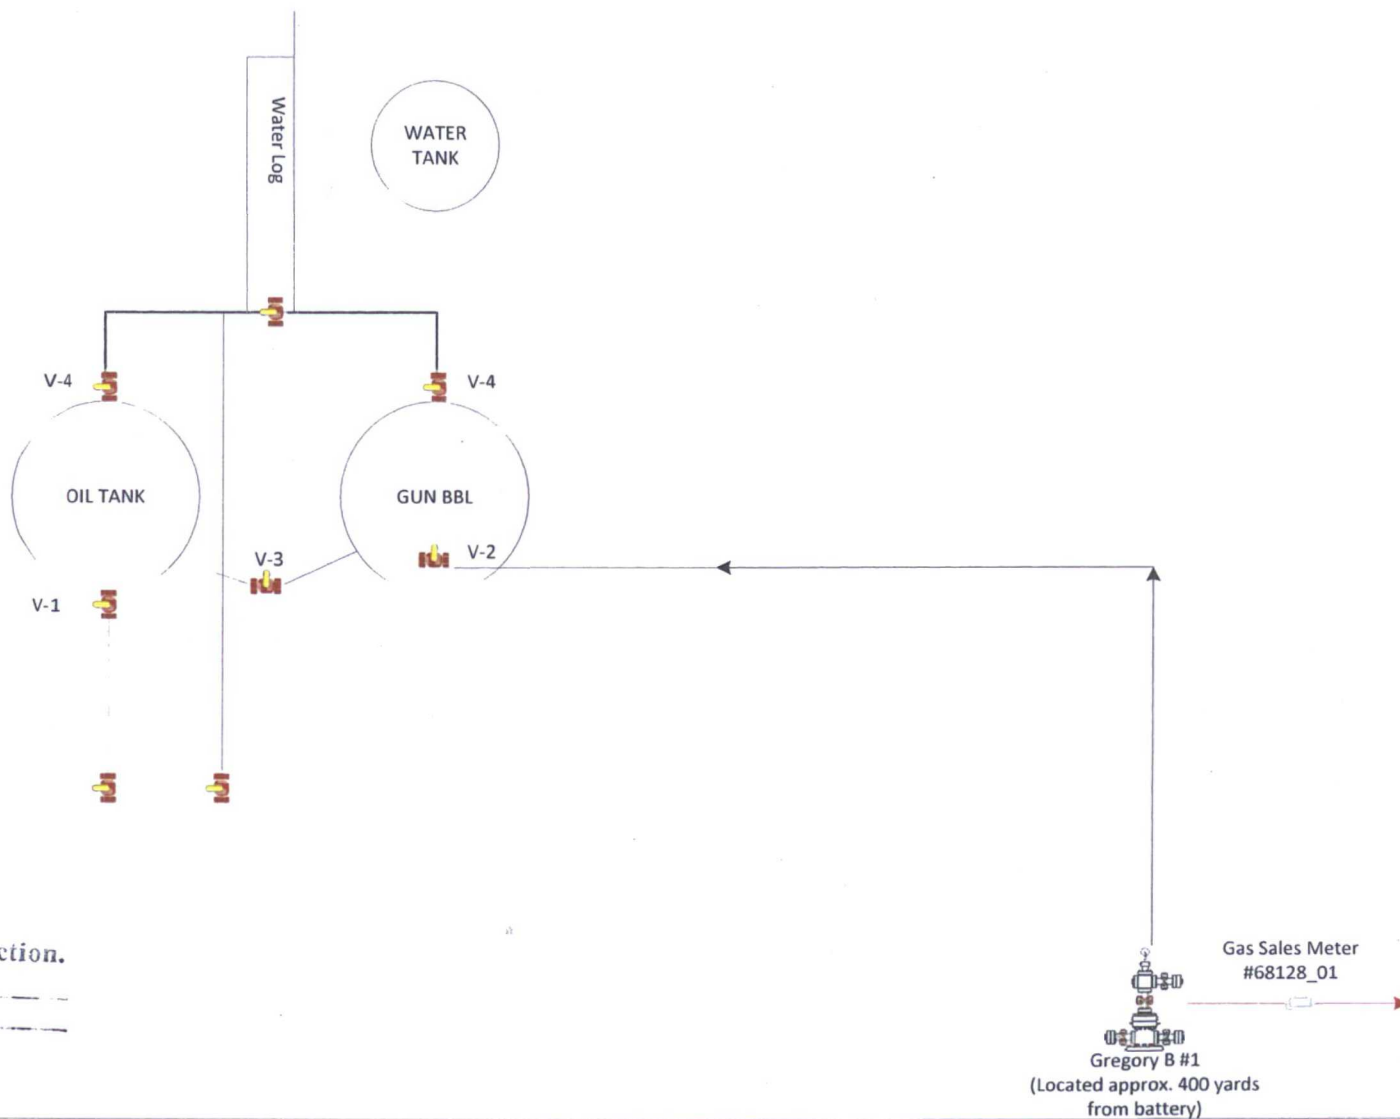 Water Log
WATER
TANK
V-4
V-4
OIL TANK
GUN BBL
V-3
V-2
V-1
ction.
Gas Sales Meter
#68128_01
Gregory B #1
(Located approx. 400 yards
from battery)